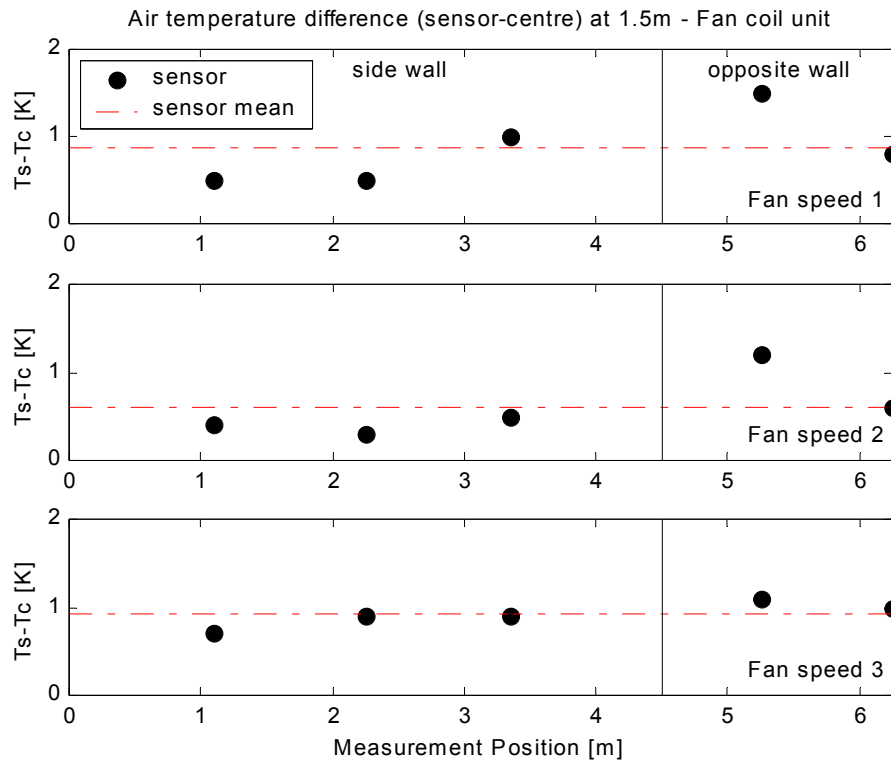 Air temperature difference (sensor-centre) at 1.5m - Fan coil unit
2
sensor
side wall
opposite wall
sensor mean
Ts-Tc [K]
1
Fan speed 1
0
0 1 2 3 4 5 6
2
Ts-Tc [K]
1
Fan speed 2
0
0 1 2 3 4 5 6
2
Ts-Tc [K]
1
Fan speed 3
0
0 1 2 3 4 5 6
Measurement Position [m]